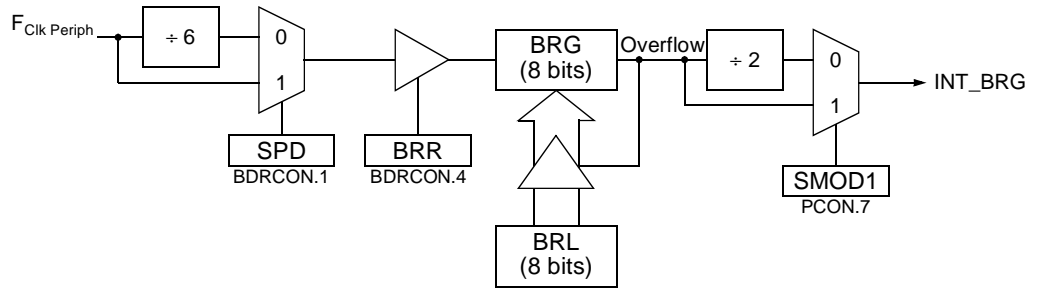 F Clk Periph
÷ 6
0
1
SPD
BDRCON.1
BRR
BDRCON.4
BRG
(8 bits)
Overflow
BRL
(8 bits)
÷ 2
0
1
SMOD1
PCON.7
INT_BRG